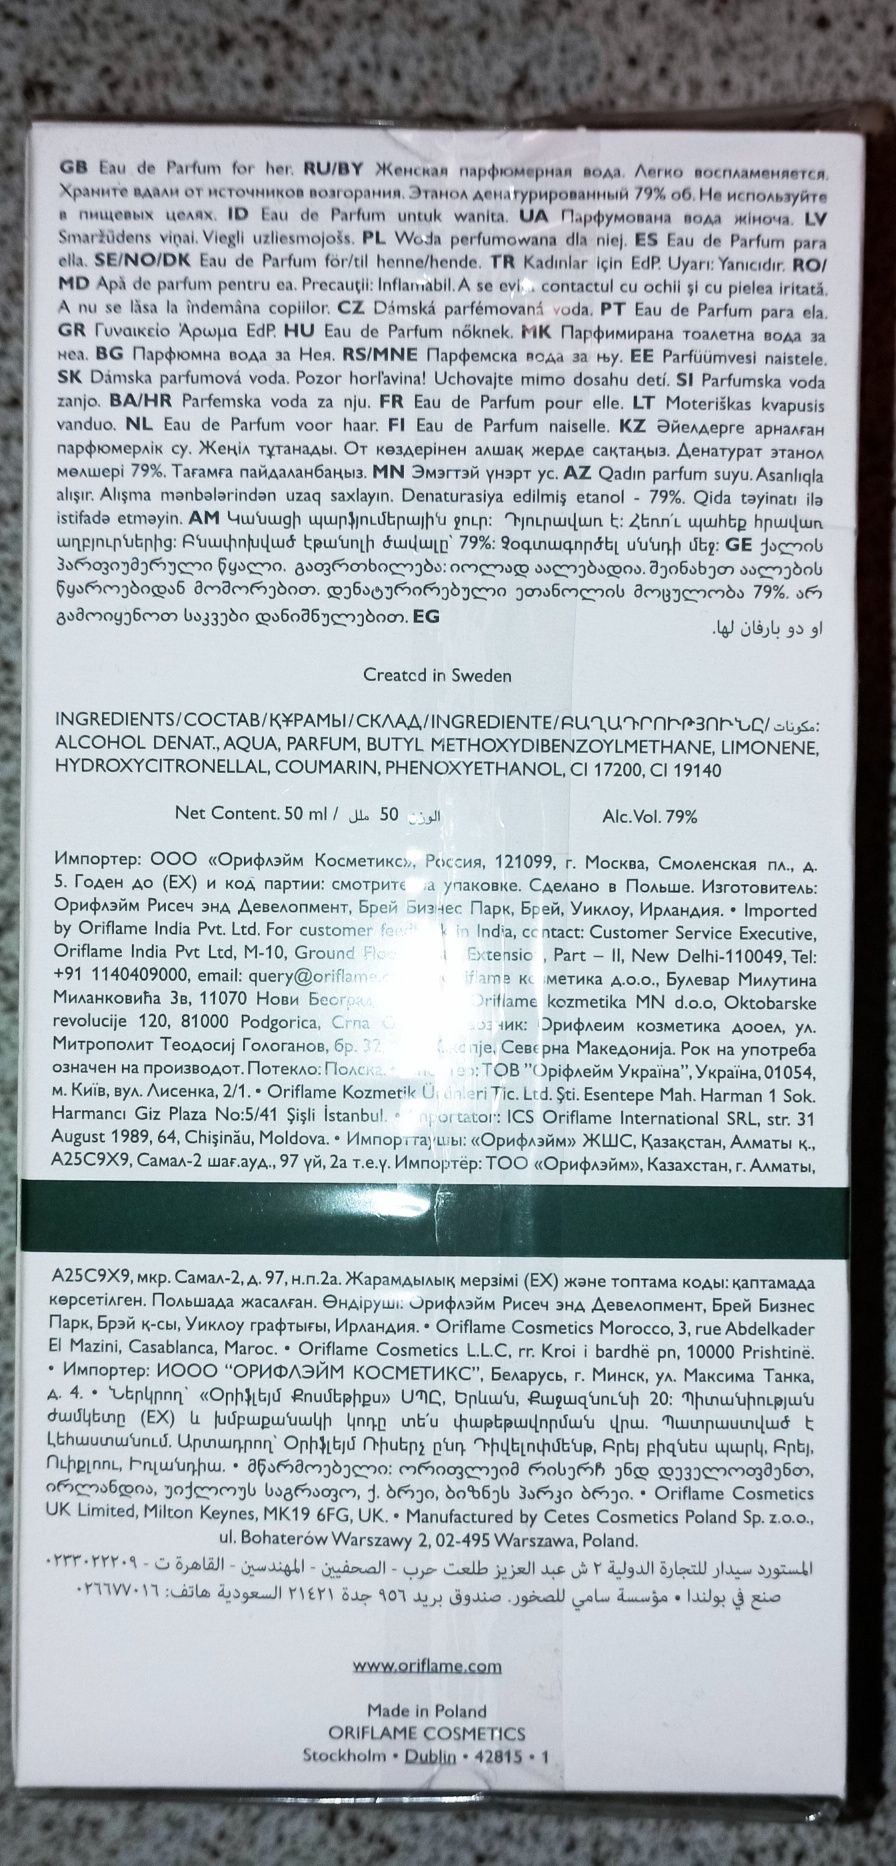 GB Eau de Parfum for her. RU/BY Женская парфюмерная вода. Легко воспламеняется.
Храните вдали от источников возгорания. Этанол денатурированный 79% об. Не используйте
в пищевых целях. ID Eau de Parfum untuk wanita. UA Парфумована вода жіноча. LV
Smaržūdens viņai. Viegli uzliesmojošs. PL Woda perfumowana dla niej. ES Eau de Parfum para
ella. SE/NO/DK Eau de Parfum för/til henne/hende. TR Kadınlar için EdP. Uyarı: Yanıcıdır. RO/
MD Apă de parfum pentru ea. Precauţii: Inflamabil. A se contactul cu ochii şi cu pielea iritată.
A nu se lăsa la îndemâna copiilor. CZ Dámská parfémovaná voda. PT Eau de Parfum para ela.
GR Γυναικείο Άρωμα EdP. HU Eau de Parfum nőknek. MK Парфимирана тоалетна вода за
неа. BG Парфюмна вода за Нея. RS/MNE Парфемска вода за њу. EE Parfüümvesi naistele.
SK Dámska parfumová voda. Pozor horľavina! Uchovajte mimo dosahu detí. SI Parfumska voda
zanjo. BA/HR Parfemska voda za nju. FR Eau de Parfum pour elle. LT Moteriškas kvapusis
vanduo. NL Eau de Parfum voor haar. FI Eau de Parfum naiselle. KZ Әйелдерге арналған
парфюмерлік су. Жеңіл тұтанады. От көздерінен алшақ жерде сақтаңыз. Денатурат этанол
мөлшері 79%. Тағамға пайдаланбаңыз. MN Эмэгтэй үнэрт ус. AZ Qadın parfum suyu. Asanlıqla
alışır. Alışma mənbələrindən uzaq saxlayın. Denaturasiya edilmiş etanol - 79%. Qida təyinatı ilə
istifadə etməyin. AM Կանացի պարֆյումերային ջուր: Դյուրավառ է: Հեռո՛ւ պահեք հրավառ
աղբյուրներից: Բնափոխված էթանոլի ծավալը՝ 79%: Չօգտագործել սննդի մեջ: GE ქალის
პარფიუმერული წყალი. გაფრთხილება: იოლად აალებადია. შეინახეთ აალების
წყაროებიდან მოშორებით. დენატურირებული ეთანოლის მოცულობა 79%. არ
გამოიყენოთ საკვები დანიშნულებით. EG او دو بارفان لها.
Created in Sweden
INGREDIENTS/СОСТАВ/ҚҰРАМЫ/СКЛАД/INGREDIENTE/ԲԱՂԱԴՐՈՒԹՅՈՒՆԸ/مكونات:
ALCOHOL DENAT., AQUA, PARFUM, BUTYL METHOXYDIBENZOYLMETHANE, LIMONENE,
HYDROXYCITRONELLAL, COUMARIN, PHENOXYETHANOL, CI 17200, CI 19140
Net Content. 50 ml / الوزن 50 ملل Alc.Vol. 79%
Импортер: ООО «Орифлэйм Косметикс», Россия, 121099, г. Москва, Смоленская пл., д.
5. Годен до (EX) и код партии: смотрите упаковке. Сделано в Польше. Изготовитель:
Орифлэйм Рисеч энд Девелопмент, Брей Бизнес Парк, Брей, Уиклоу, Ирландия. • Imported
by Oriflame India Pvt. Ltd. For customer in India, contact: Customer Service Executive,
Oriflame India Pvt Ltd, M-10, Ground Extension, Part – II, New Delhi-110049, Tel:
+91 1140409000, email: козметика д.о.о., Булевар Милутина
Миланковића 3в, 11070 Нови Београд, Oriflame kozmetika MN d.o.o, Oktobarske
revolucije 120, 81000 Podgorica, Crna Орифлеим козметика дооел, ул.
Митрополит Теодосиј Гологанов, бр. 32, Северна Македонија. Рок на употреба
означен на производот. Потекло: Полска. • ТОВ "Оріфлейм Україна", Україна, 01054,
м. Київ, вул. Лисенка, 2/1. • Oriflame Kozmetik Ürünleri Tic. Ltd. Şti. Esentepe Mah. Harman 1 Sok.
Harmancı Giz Plaza No:5/41 Şişli İstanbul. • Importator: ICS Oriflame International SRL, str. 31
August 1989, 64, Chişinău, Moldova. • Импорттаушы: «Орифлэйм» ЖШС, Қазақстан, Алматы қ.,
A25C9X9, Самал-2 шағ.ауд., 97 үй, 2а т.е.ү. Импортёр: ТОО «Орифлэйм», Казахстан, г. Алматы,
A25C9X9, мкр. Самал-2, д. 97, н.п.2а. Жарамдылық мерзімі (EX) және топтама коды: қаптамада
көрсетілген. Польшада жасалған. Өндіруші: Орифлэйм Рисеч энд Девелопмент, Брей Бизнес
Парк, Брэй қ-сы, Уиклоу графтығы, Ирландия. • Oriflame Cosmetics Morocco, 3, rue Abdelkader
El Mazini, Casablanca, Maroc. • Oriflame Cosmetics L.L.C, rr. Kroi i bardhë pn, 10000 Prishtinë.
• Импортер: ИООО “ОРИФЛЭЙМ КОСМЕТИКС”, Беларусь, г. Минск, ул. Максима Танка,
д. 4. • Ներկրող՝ «Օրիֆլեյմ Քոսմեթիքս» ՍՊԸ, Երևան, Քաջազնունի 20: Պիտանիության
ժամկետը (EX) և խմբաքանակի կոդը տե՛ս փաթեթավորման վրա. Պատրաստված է
Լեհաստանում. Արտադրող՝ Օրիֆլեյմ Ռիսերչ ընդ Դիվելոփմենթ, Բրեյ բիզնես պարկ, Բրեյ,
Ուիքլոու, Իռլանդիա. • მწარმოებელი: ორიფლეიმ რისერჩ ენდ დეველოფმენთ,
ირლანდია, უიქლოუს საგრაფო, ქ. ბრეი, ბიზნეს პარკი ბრეი. • Oriflame Cosmetics
UK Limited, Milton Keynes, MK19 6FG, UK. • Manufactured by Cetes Cosmetics Poland Sp. z.o.o.,
ul. Bohaterów Warszawy 2, 02-495 Warszawa, Poland.
المستورد سيدار للتجارة الدولية ٢ ش عبد العزيز طلعت حرب - الصحفيين - المهندسين - القاهرة ت - ٠٢٣٣٠٢٢٢٠٩
صنع في بولندا • مؤسسة سامي للصخور. صندوق بريد ٩٥٦ جدة ٢١٤٢١ السعودية هاتف: ٠٢٦٦٧٧٠١٦
www.oriflame.com
Made in Poland
ORIFLAME COSMETICS
Stockholm • Dublin • 42815 • 1